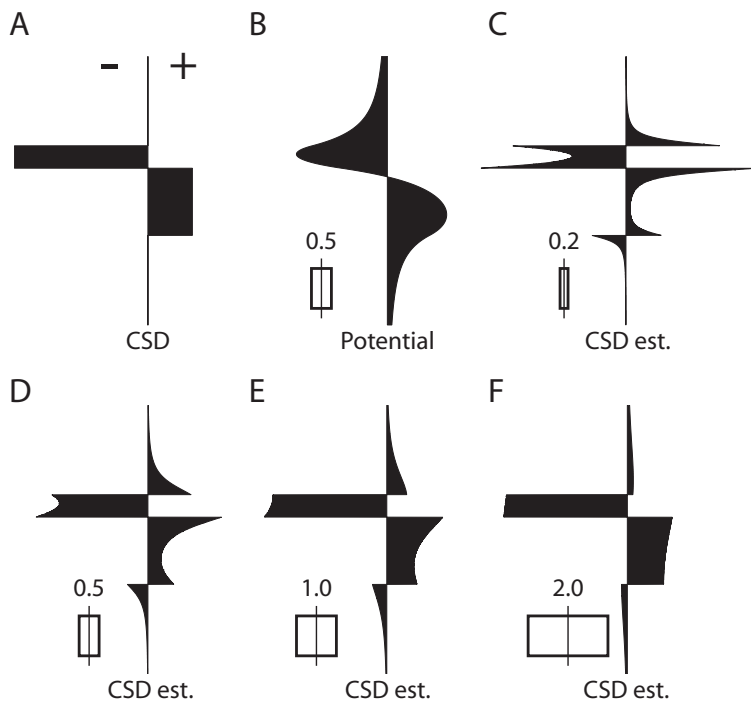 A
B
C
- +
0.5
0.2
CSD
Potential
CSD est.
D
E
F
0.5
1.0
2.0
CSD est.
CSD est.
CSD est.